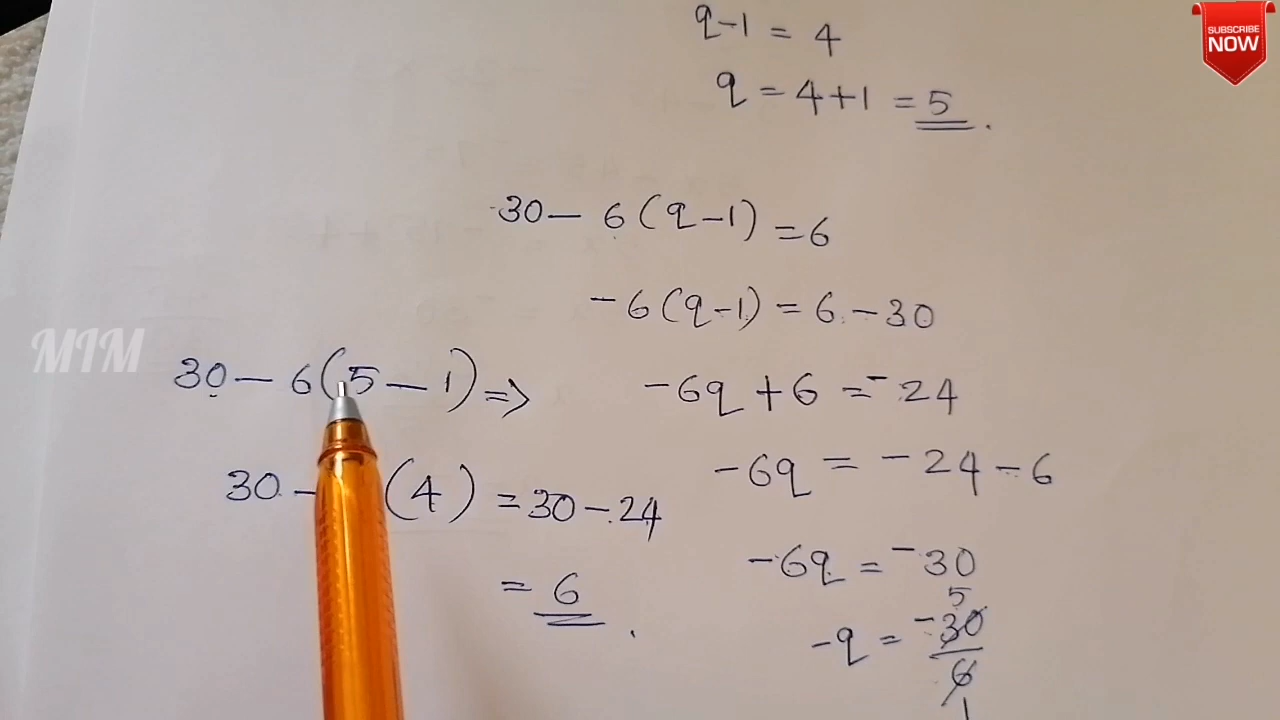 SUBSCRIBE
NOW
q-1 = 4
q = 4+1 = 5.
30 - 6(q-1) = 6
-6(q-1) = 6 - 30
MIM
30 - 6(5 - 1) =>
-6q + 6 = -24
-6q = -24 - 6
30 - (4) = 30 - 24
-6q = -30
= 6.
5
-q = -30/6
1